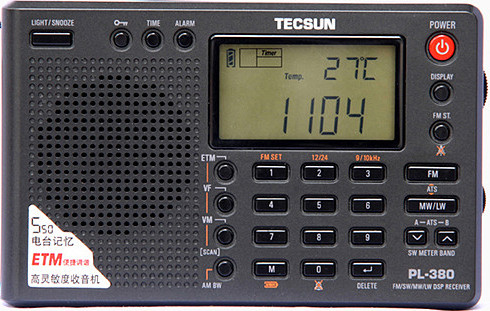 LIGHT / SNOOZE
TIME
ALARM
TECSUN
POWER
Timer
Temp. 27℃
1104
DISPLAY
FM ST.
ETM
FM SET
12/24
9/10kHz
1
2
3
FM
VF
ATS
4
5
6
MW/LW
VM
A — ATS — B
7
8
9
SW METER BAND
[SCAN]
M
0
AM BW
DELETE
PL-380
FM/SW/MW/LW DSP RECEIVER
550
电台记忆
ETM 便捷调谐
高灵敏度收音机